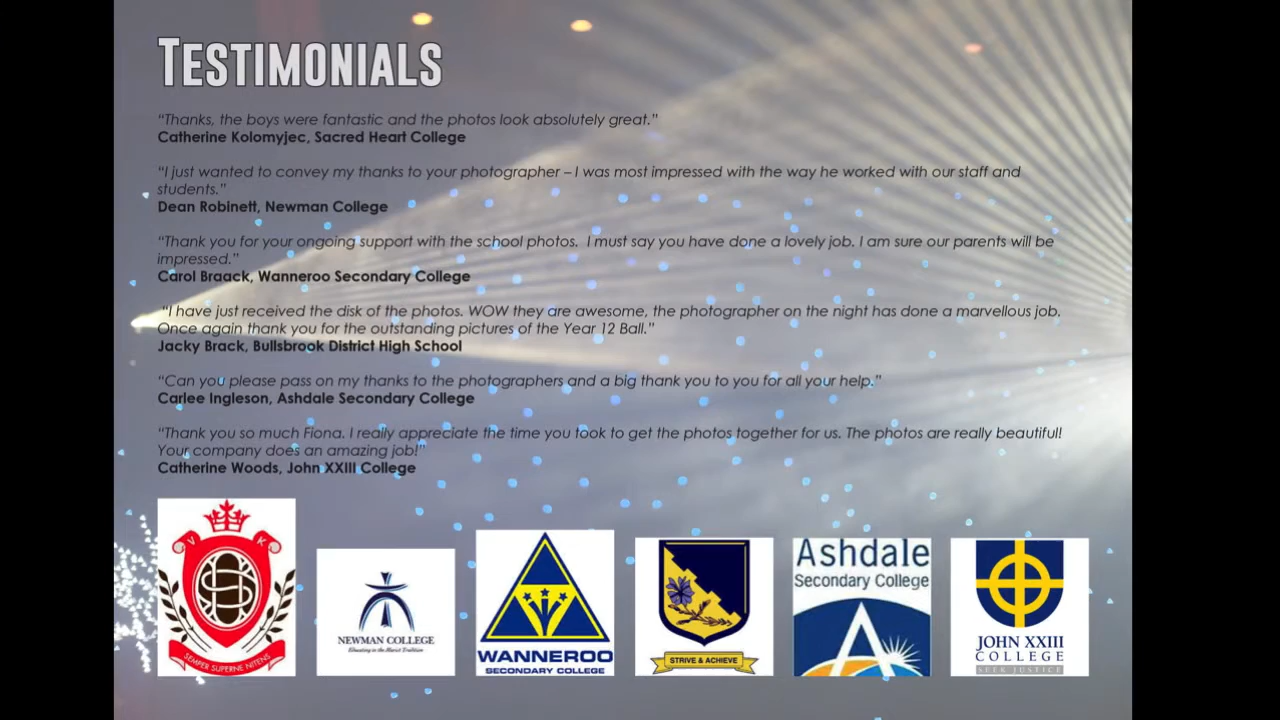 TESTIMONIALS
“Thanks, the boys were fantastic and the photos look absolutely great.”
Catherine Kolomyjec, Sacred Heart College
“I just wanted to convey my thanks to your photographer – I was most impressed with the way he worked with our staff and
students.”
Dean Robinett, Newman College
“Thank you for your ongoing support with the school photos.  I must say you have done a lovely job. I am sure our parents will be
impressed.”
Carol Braack, Wanneroo Secondary College
“I have just received the disk of the photos. WOW they are awesome, the photographer on the night has done a marvellous job.
Once again thank you for the outstanding pictures of the Year 12 Ball.”
Jacky Brack, Bullsbrook District High School
“Can you please pass on my thanks to the photographers and a big thank you to you for all your help.”
Carlee Ingleson, Ashdale Secondary College
“Thank you so much Fiona. I really appreciate the time you took to get the photos together for us. The photos are really beautiful!
Your company does an amazing job!”
Catherine Woods, John XXIII College
V K
SEMPER SUPERNE NITENS
NEWMAN COLLEGE
Educating in the Marist Tradition
WANNEROO
SECONDARY COLLEGE
STRIVE & ACHIEVE
Ashdale
Secondary College
JOHN XXIII
COLLEGE
SEEK JUSTICE